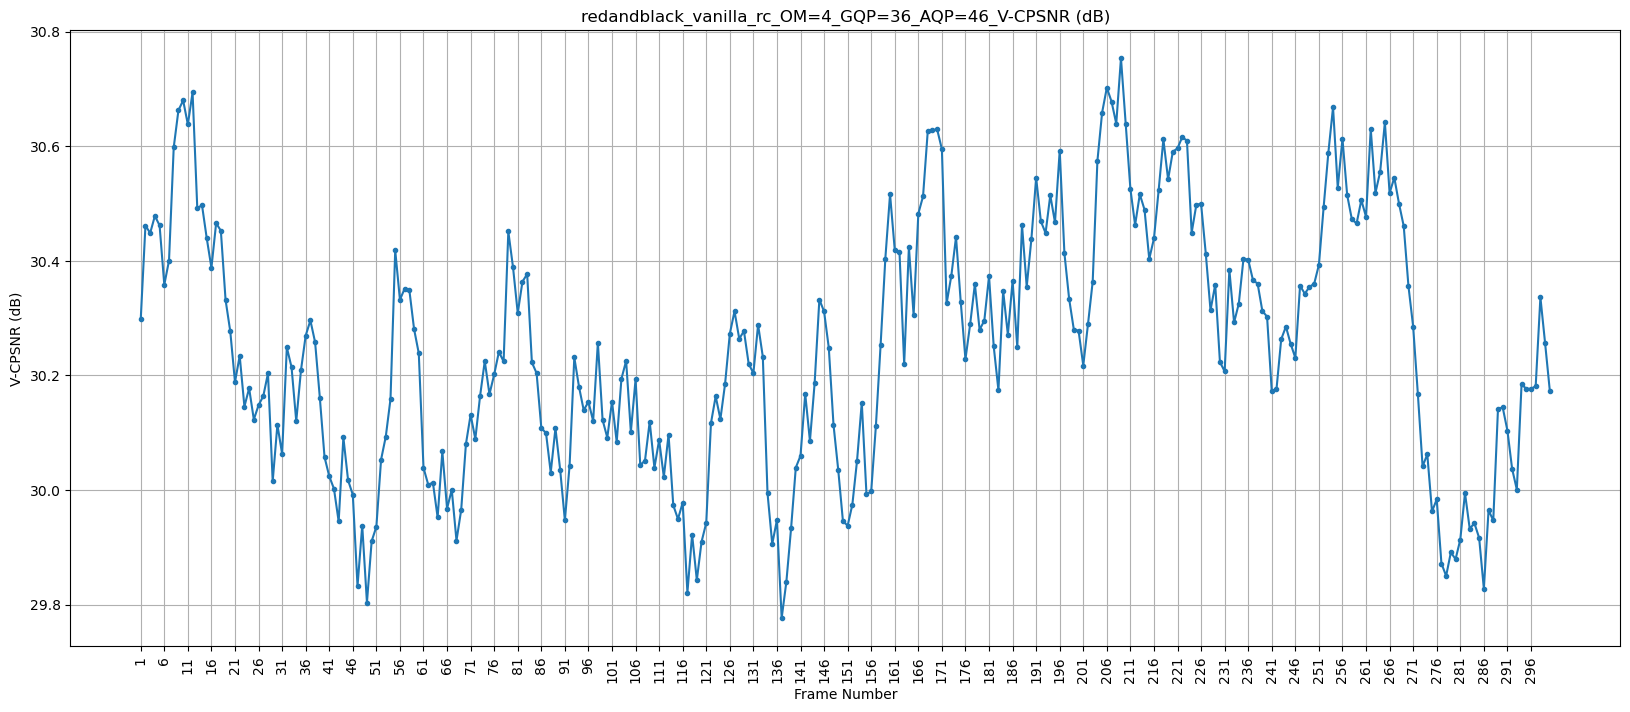 redandblack_vanilla_rc_OM=4_GQP=36_AQP=46_V-CPSNR (dB)
V-CPSNR (dB)
30.8
30.6
30.4
30.2
30.0
29.8
1 6 11 16 21 26 31 36 41 46 51 56 61 66 71 76 81 86 91 96 101 106 111 116 121 126 131 136 141 146 151 156 161 166 171 176 181 186 191 196 201 206 211 216 221 226 231 236 241 246 251 256 261 266 271 276 281 286 291 296
Frame Number